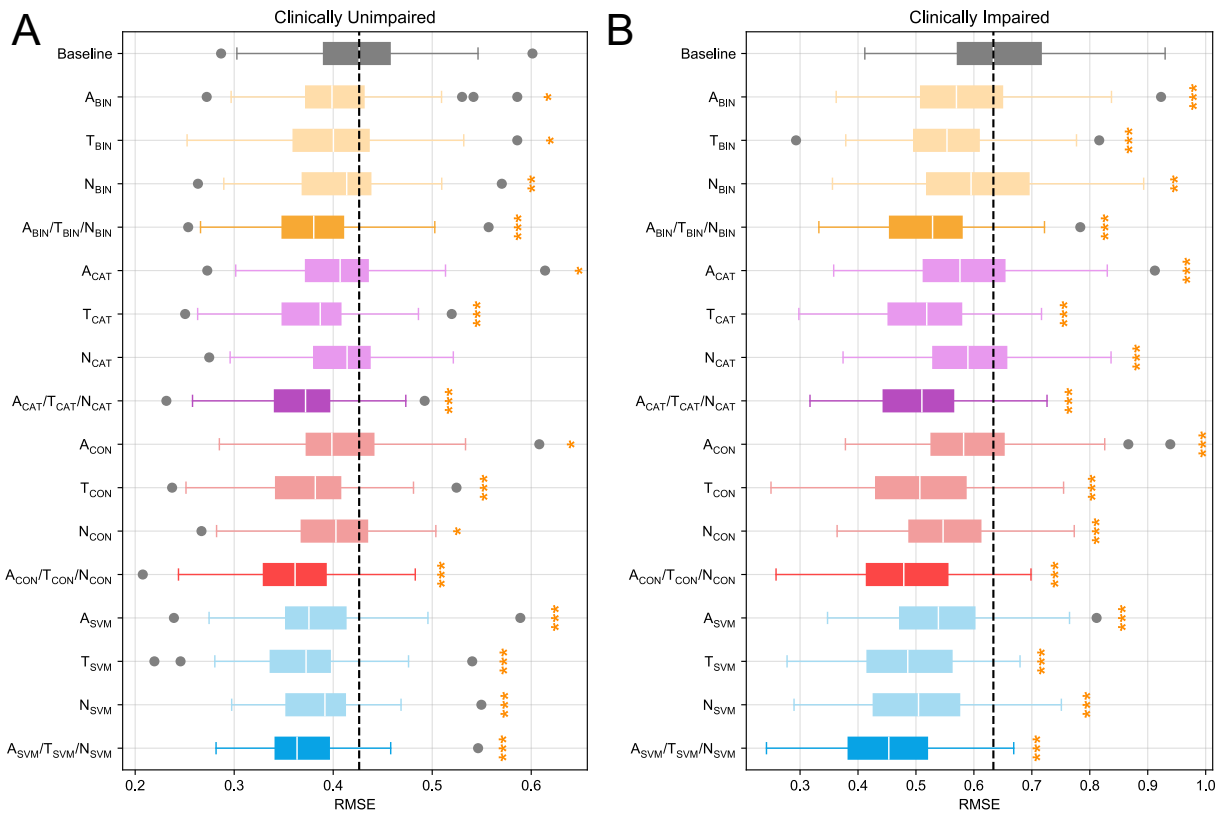 A
Clinically Unimpaired
Baseline
A_BIN *
T_BIN *
N_BIN **
A_BIN/T_BIN/N_BIN ***
A_CAT *
T_CAT ***
N_CAT
A_CAT/T_CAT/N_CAT ***
A_CON *
T_CON ***
N_CON *
A_CON/T_CON/N_CON ***
A_SVM ***
T_SVM ***
N_SVM ***
A_SVM/T_SVM/N_SVM ***
0.2 0.3 0.4 0.5 0.6
RMSE
B
Clinically Impaired
Baseline
A_BIN ***
T_BIN ***
N_BIN **
A_BIN/T_BIN/N_BIN ***
A_CAT ***
T_CAT ***
N_CAT ***
A_CAT/T_CAT/N_CAT ***
A_CON ***
T_CON ***
N_CON ***
A_CON/T_CON/N_CON ***
A_SVM ***
T_SVM ***
N_SVM ***
A_SVM/T_SVM/N_SVM ***
0.3 0.4 0.5 0.6 0.7 0.8 0.9 1.0
RMSE